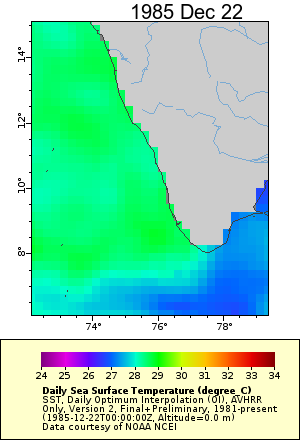 1985 Dec 22
14°
12°
10°
8°
74° 76° 78°
24 25 26 27 28 29 30 31 32 33 34
Daily Sea Surface Temperature (degree_C)
SST, Daily Optimum Interpolation (OI), AVHRR
Only, Version 2, Final+Preliminary, 1981-present
(1985-12-22T00:00:00Z, Altitude=0.0 m)
Data courtesy of NOAA NCEI